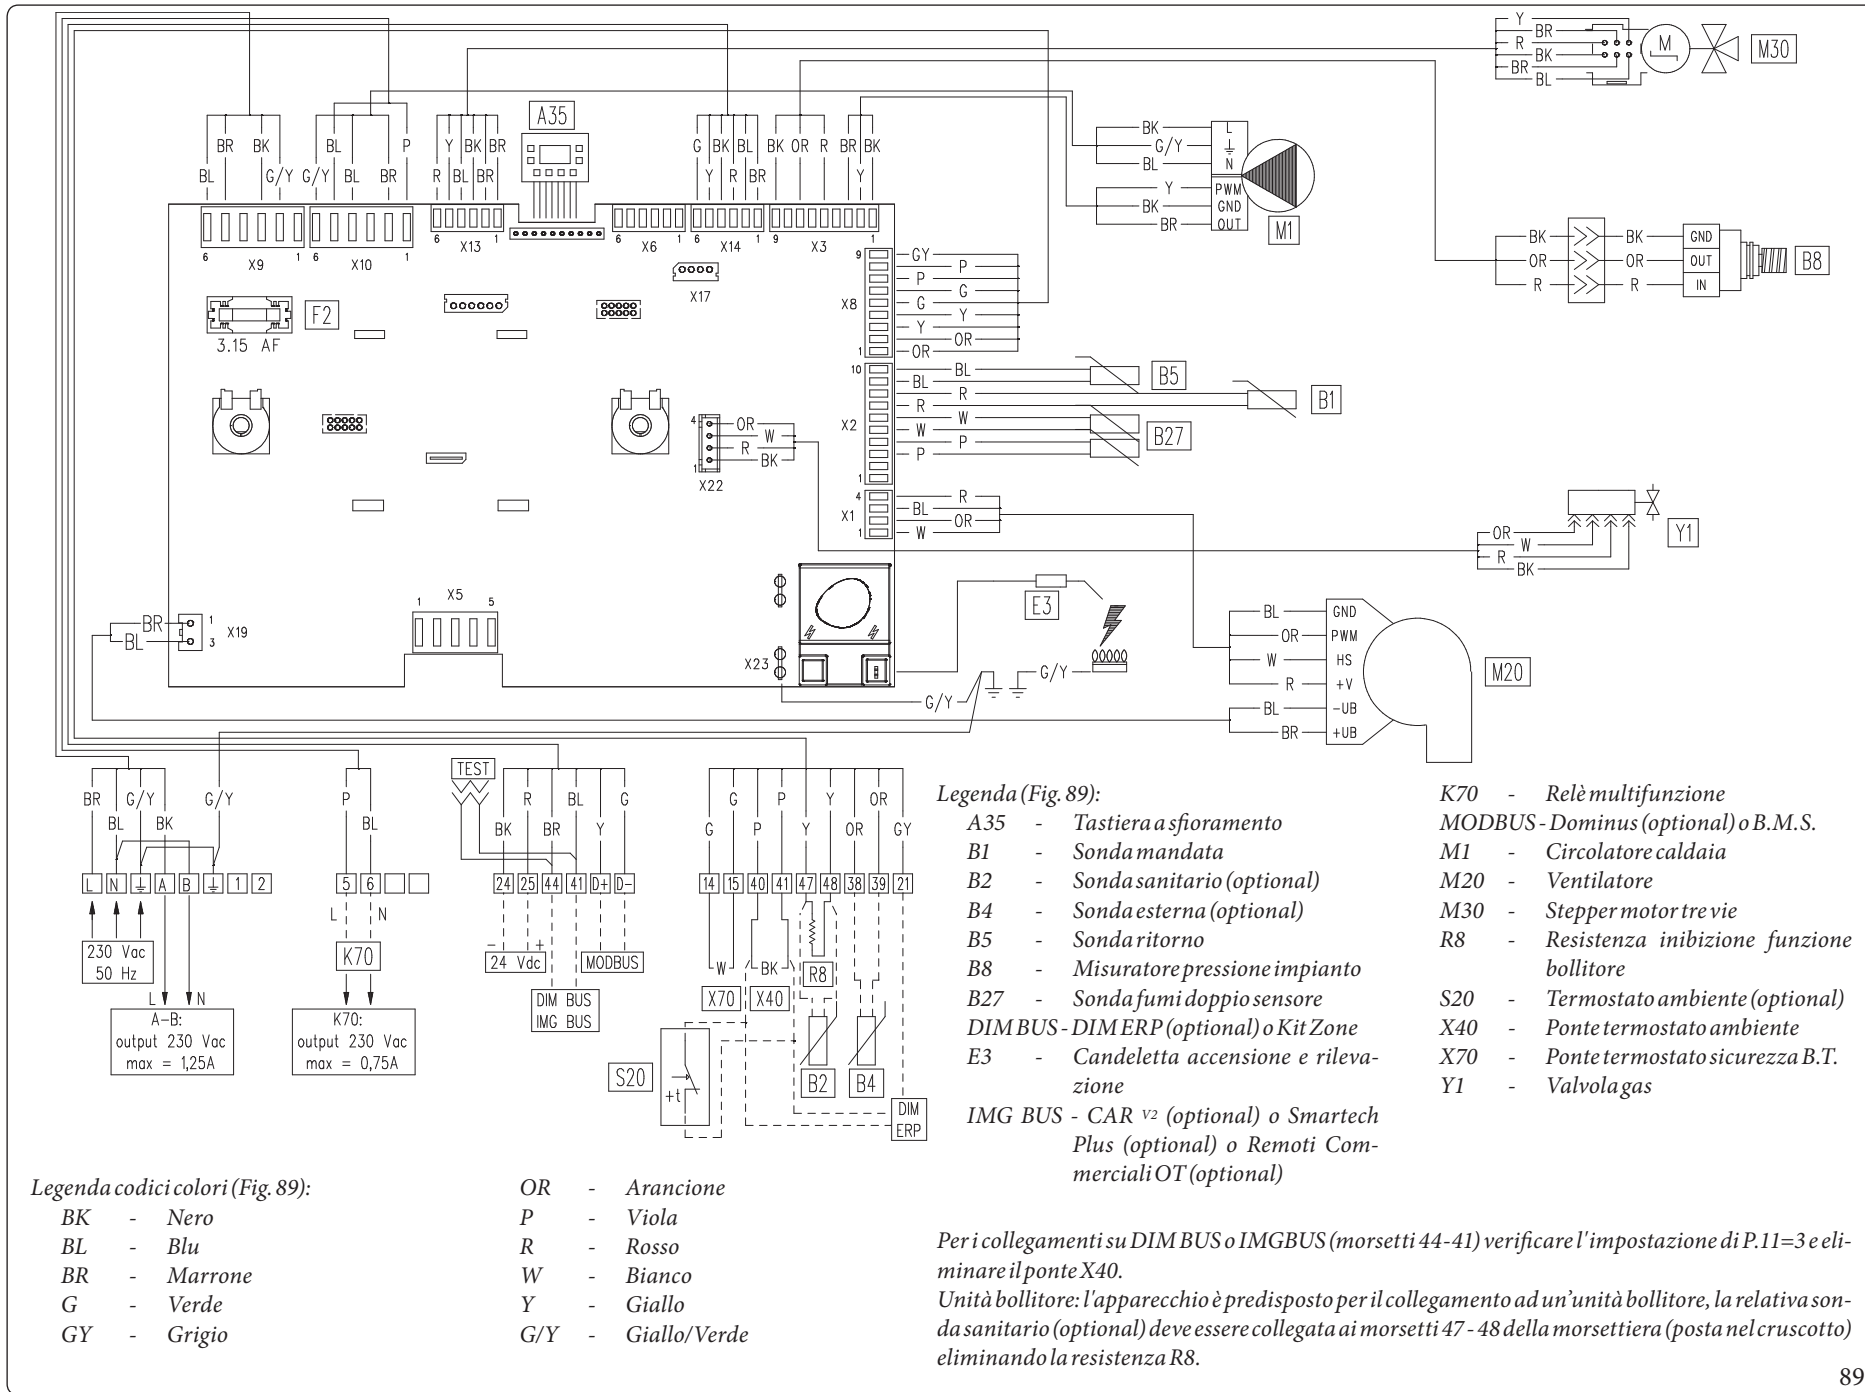 Y
BR
R
BK
BR
BL
M
M30
A35
BL
BR
BK
G/Y
G/Y
BL
BL
BR
P
R
Y
BL
BK
BR
BR
G
Y
BK
R
BL
BR
BK
OR
R
BR
Y
BK
BK
G/Y
BL
L
N
Y
BK
BR
PWM
GND
OUT
M1
6 X9 1
6 X10 1
6 X13 1
6 X6 1
6 X14 1
9 X3 1
BK BK GND
OR OR OUT
R R IN
B8
X17
F2
3.15 AF
9
X8
1
GY
P
P
G
G
Y
Y
OR
OR
10
X2
1
BL
BL
R
R
W
W
P
P
B5
B1
B27
4
1
X22
OR
W
R
BK
4
X1
1
R
BL
OR
W
OR
W
R
BK
Y1
1 X5 5
BR
BL
1
3
X19
X23
E3
G/Y
G/Y
BL GND
OR PWM
W HS
R +V
BL -UB
BR +UB
M20
BR
BL
G/Y
BK
G/Y
L N A B 1 2
230 Vac
50 Hz
L N
A-B:
output 230 Vac
max = 1,25A
P
BL
5 6
L N
K70
K70:
output 230 Vac
max = 0,75A
TEST
BK
R
BR
BL
Y
G
24 25 44 41 D+ D-
- +
24 Vdc
MODBUS
DIM BUS
IMG BUS
G
G
P
P
Y
Y
OR
OR
GY
14 15 40 41 47 48 38 39 21
W
BK
R8
X70
X40
S20
+t
B2
B4
DIM
ERP
Legenda (Fig. 89):
A35 - Tastiera a sfioramento
B1 - Sonda mandata
B2 - Sonda sanitario (optional)
B4 - Sonda esterna (optional)
B5 - Sonda ritorno
B8 - Misuratore pressione impianto
B27 - Sonda fumi doppio sensore
DIM BUS - DIM ERP (optional) o Kit Zone
E3 - Candeletta accensione e rileva-
zione
IMG BUS - CAR V2 (optional) o Smartech
Plus (optional) o Remoti Com-
merciali OT (optional)
K70 - Relè multifunzione
MODBUS - Dominus (optional) o B.M.S.
M1 - Circolatore caldaia
M20 - Ventilatore
M30 - Stepper motor tre vie
R8 - Resistenza inibizione funzione
bollitore
S20 - Termostato ambiente (optional)
X40 - Ponte termostato ambiente
X70 - Ponte termostato sicurezza B.T.
Y1 - Valvola gas
Legenda codici colori (Fig. 89):
BK - Nero
BL - Blu
BR - Marrone
G - Verde
GY - Grigio
OR - Arancione
P - Viola
R - Rosso
W - Bianco
Y - Giallo
G/Y - Giallo/Verde
Per i collegamenti su DIM BUS o IMGBUS (morsetti 44-41) verificare l'impostazione di P.11=3 e eli-
minare il ponte X40.
Unità bollitore: l'apparecchio è predisposto per il collegamento ad un’unità bollitore, la relativa son-
da sanitario (optional) deve essere collegata ai morsetti 47 - 48 della morsettiera (posta nel cruscotto)
eliminando la resistenza R8.
89